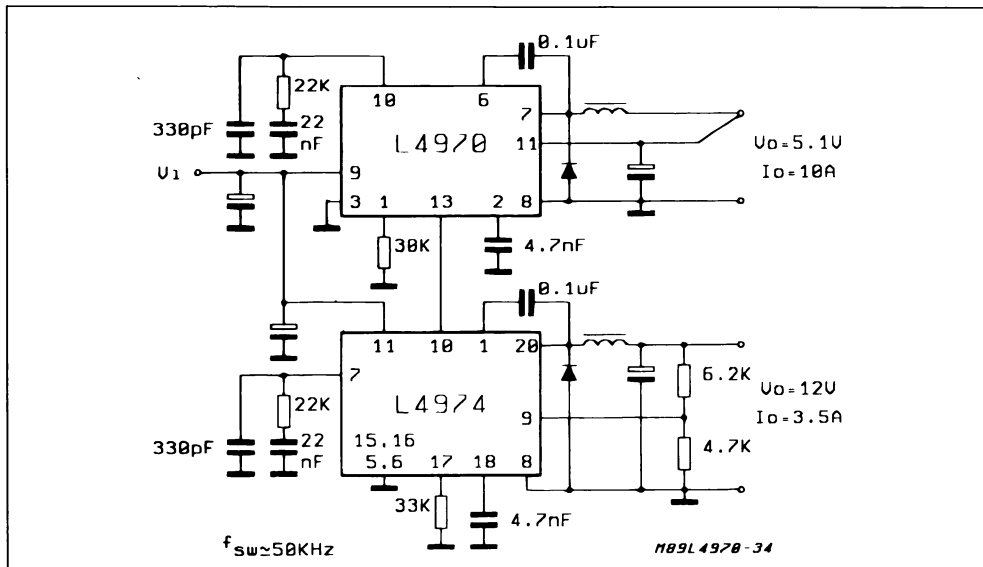 0.1uF
22K
10
6
7
330pF
22
nF
L4970
11
Vo=5.1V
Io=10A
Vi
9
3
1
13
2
8
30K
4.7nF
0.1uF
11
10
1
20
7
6.2K
22K
L4974
9
Vo=12V
Io=3.5A
330pF
22
nF
15.16
5.6
17
18
8
4.7K
33K
4.7nF
fsw≃50KHz
M89L4970-34